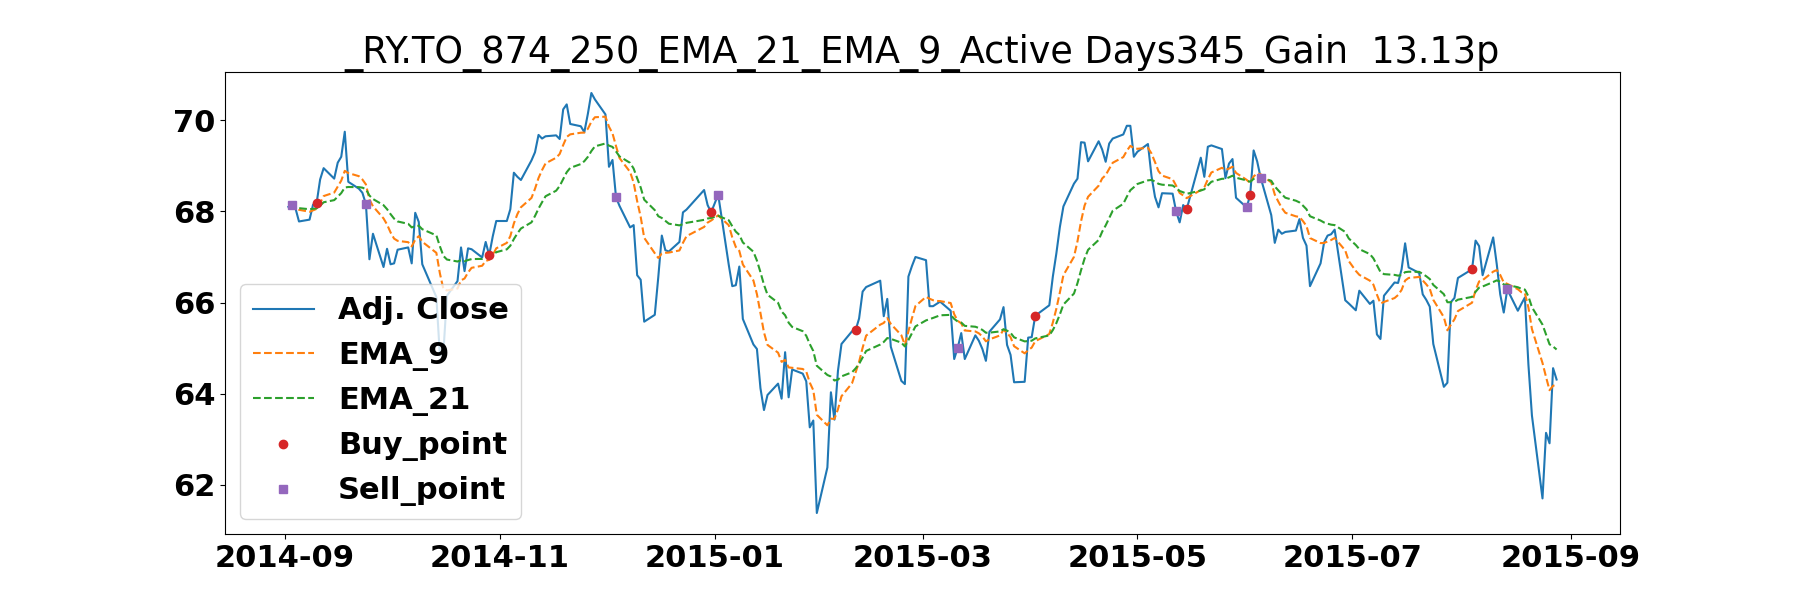 _RY.TO_874_250_EMA_21_EMA_9_Active Days345_Gain  13.13p
70
68
66
64
62
Adj. Close
EMA_9
EMA_21
Buy_point
Sell_point
2014-09 2014-11 2015-01 2015-03 2015-05 2015-07 2015-09